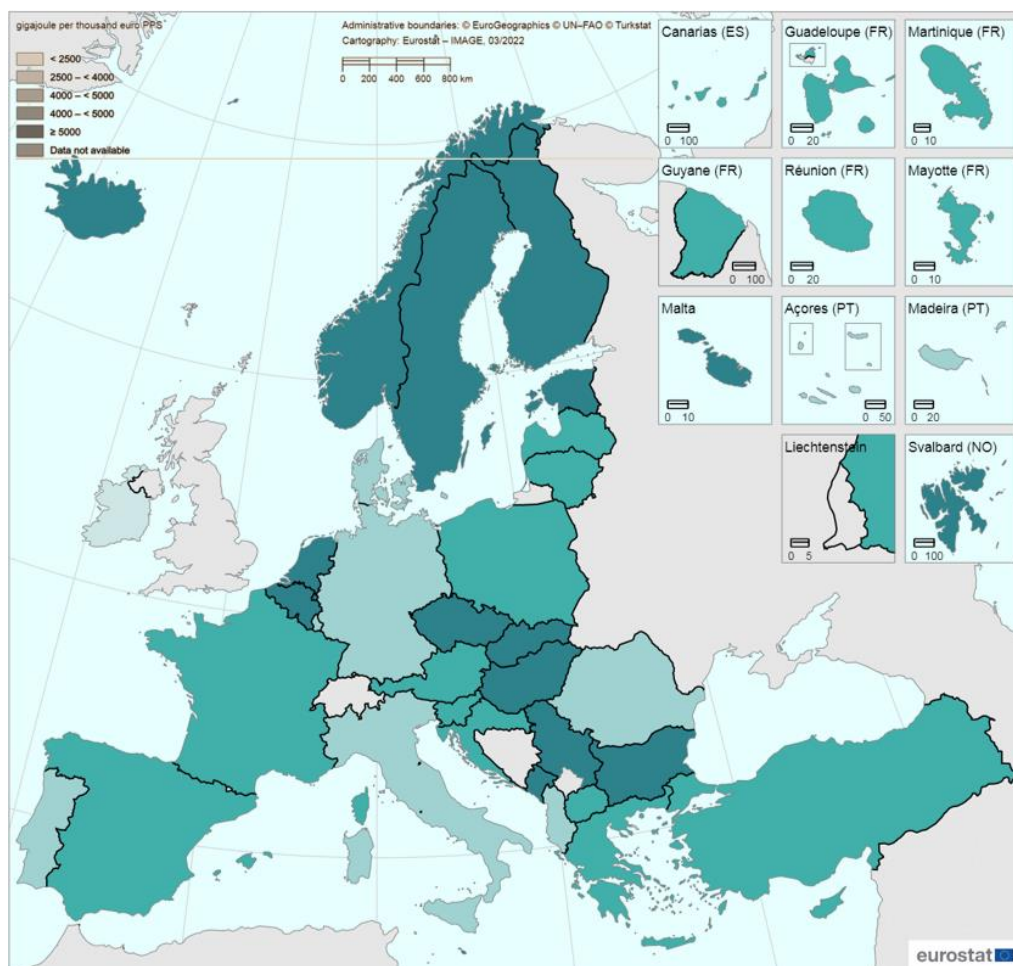 gigajoule per thousand euro PPS
< 2500
2500 – < 4000
4000 – < 5000
4000 – < 5000
≥ 5000
Data not available
Administrative boundaries: © EuroGeographics © UN–FAO © Turkstat
Cartography: Eurostat – IMAGE, 03/2022
0 200 400 600 800 km
Canarias (ES)
0 100
Guadeloupe (FR)
0 20
Martinique (FR)
0 10
Guyane (FR)
0 100
Réunion (FR)
0 20
Mayotte (FR)
0 10
Malta
0 10
Açores (PT)
0 50
Madeira (PT)
0 20
Liechtenstein
0 5
Svalbard (NO)
0 100
eurostat